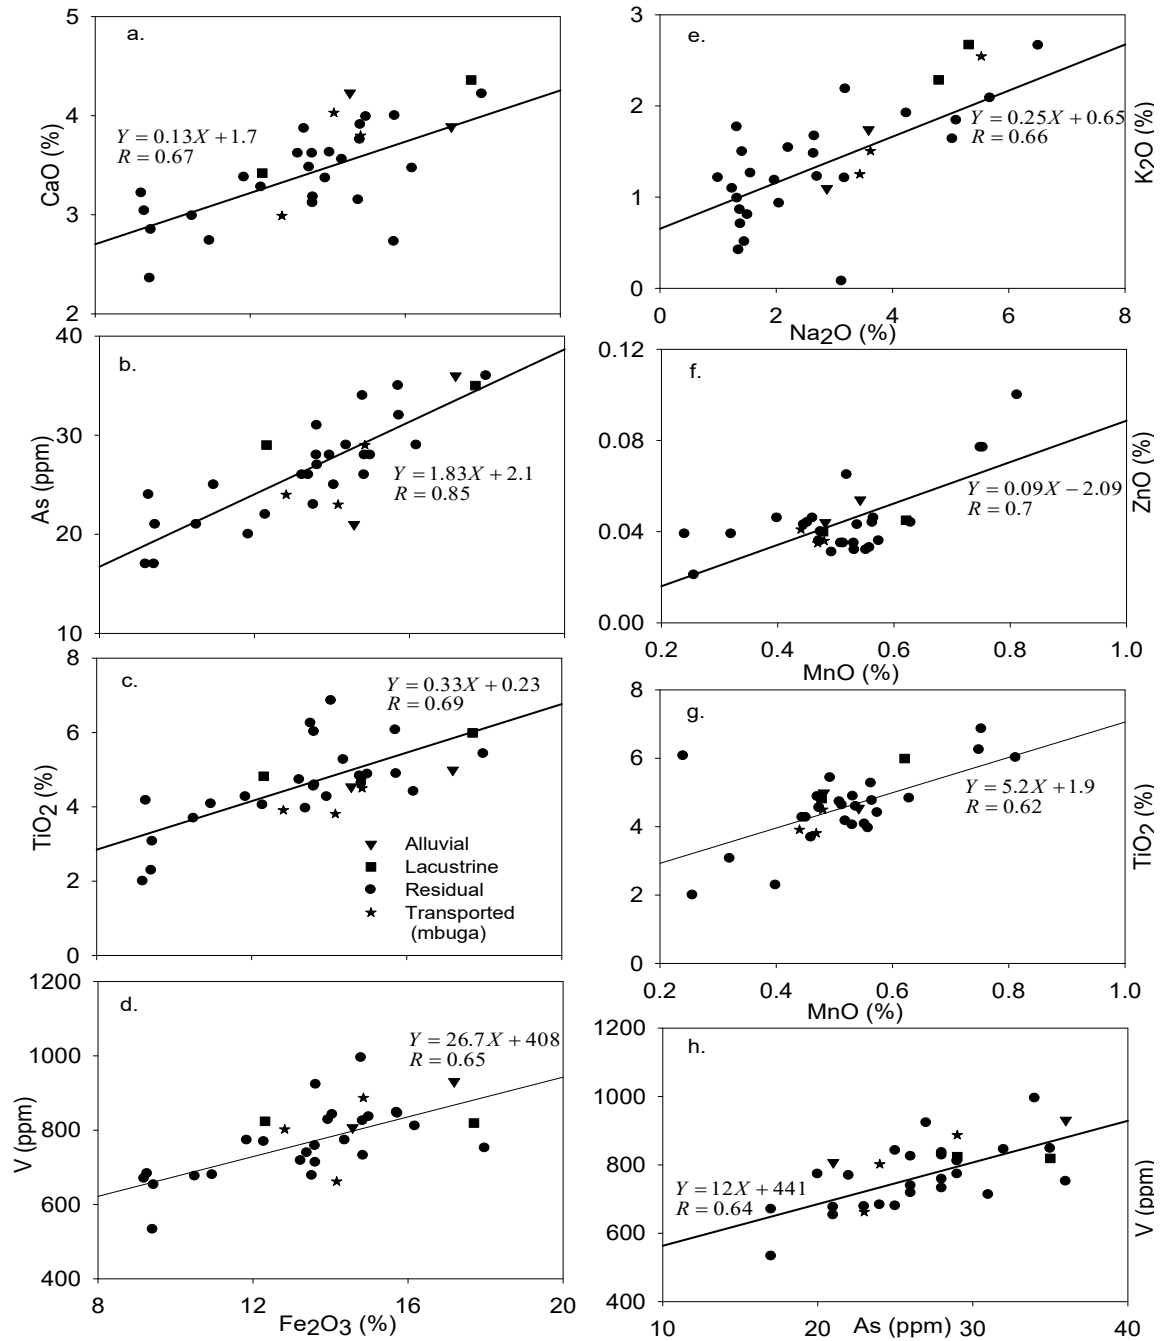 a.
5
4
3
2
CaO (%)
Y = 0.13X + 1.7
R = 0.67
b.
40
30
20
10
As (ppm)
Y = 1.83X + 2.1
R = 0.85
c.
8
6
4
2
0
TiO2 (%)
Y = 0.33X + 0.23
R = 0.69
Alluvial
Lacustrine
Residual
Transported
(mbuga)
d.
1200
1000
800
600
400
V (ppm)
Y = 26.7X + 408
R = 0.65
8 12 16 20
Fe2O3 (%)
e.
3
2
1
0
K2O (%)
Y = 0.25X + 0.65
R = 0.66
0 2 4 6 8
Na2O (%)
f.
0.12
0.08
0.04
0.00
ZnO (%)
Y = 0.09X − 2.09
R = 0.7
0.2 0.4 0.6 0.8 1.0
MnO (%)
g.
8
6
4
2
0
TiO2 (%)
Y = 5.2X + 1.9
R = 0.62
0.2 0.4 0.6 0.8 1.0
MnO (%)
h.
1200
1000
800
600
400
V (ppm)
Y = 12X + 441
R = 0.64
10 20 30 40
As (ppm)